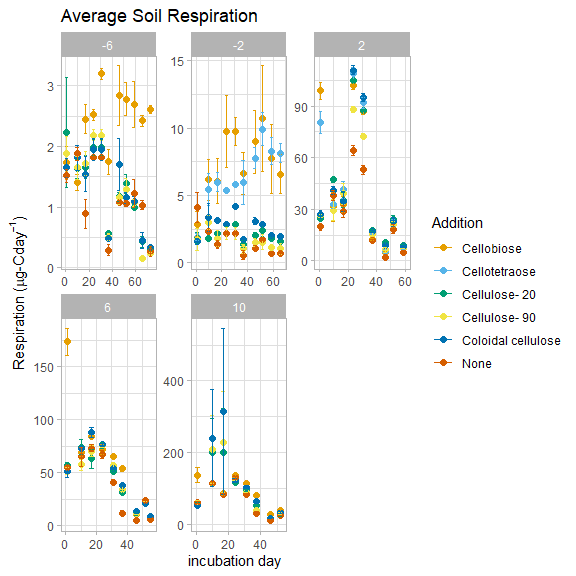 Average Soil Respiration
-6
-2
2
0
1
2
3
0
5
10
15
0
30
60
90
0 20 40 60
0 20 40 60
0 20 40 60
6
10
0
50
100
150
0
200
400
0 20 40 60
0 20 40 60
Respiration (μg-Cday⁻¹)
incubation day
Addition
Cellobiose
Cellotetraose
Cellulose- 20
Cellulose- 90
Coloidal cellulose
None